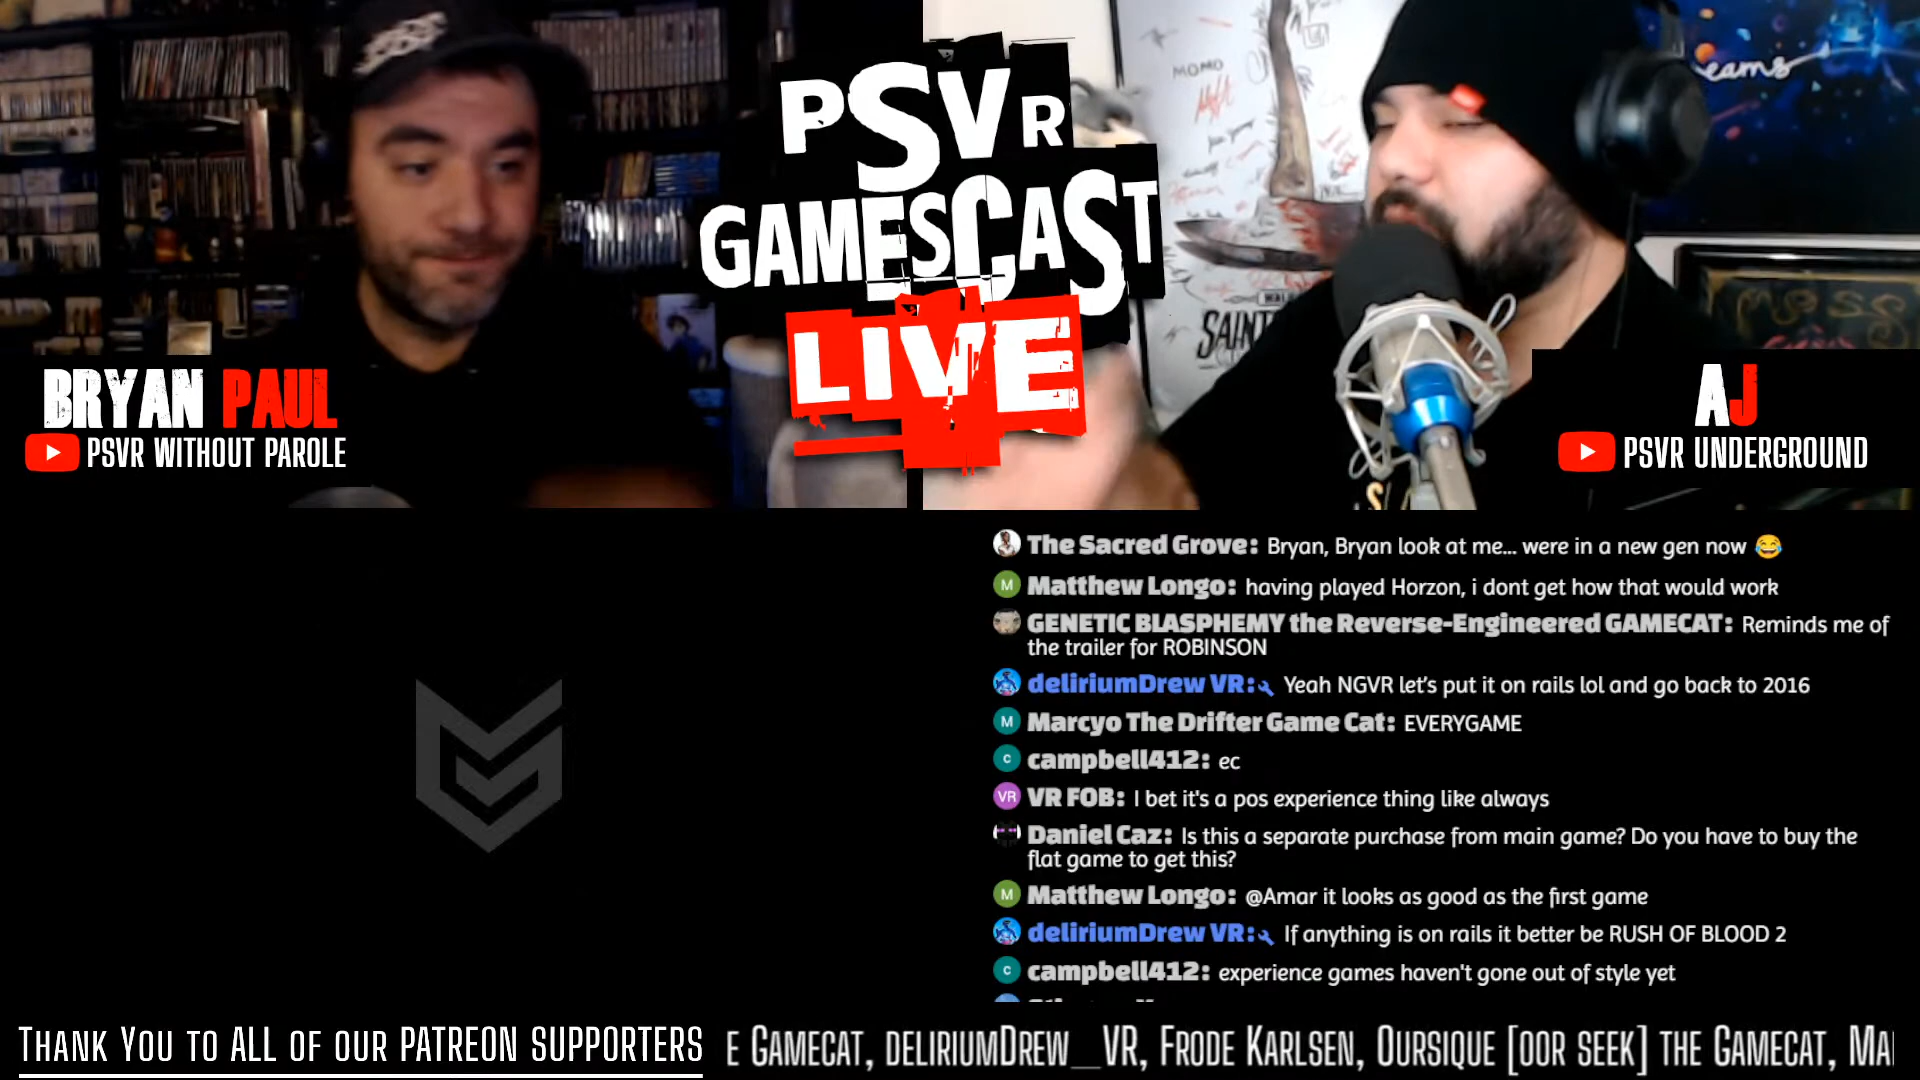 PSVR
GAMESCAST
LIVE
MOMO
eams
Moss
SAINT
BRYAN PAUL
PSVR WITHOUT PAROLE
AJ
PSVR UNDERGROUND
The Sacred Grove: Bryan, Bryan look at me... were in a new gen now 😂
M Matthew Longo: having played Horzon, i dont get how that would work
GENETIC BLASPHEMY the Reverse-Engineered GAMECAT: Reminds me of
the trailer for ROBINSON
deliriumDrew VR: Yeah NGVR let's put it on rails lol and go back to 2016
M Marcyo The Drifter Game Cat: EVERYGAME
c campbell412: ec
VR VR FOB: I bet it's a pos experience thing like always
Daniel Caz: Is this a separate purchase from main game? Do you have to buy the
flat game to get this?
M Matthew Longo: @Amar it looks as good as the first game
deliriumDrew VR: If anything is on rails it better be RUSH OF BLOOD 2
c campbell412: experience games haven't gone out of style yet
THANK YOU TO ALL OF OUR PATREON SUPPORTERS
E GAMECAT, DELIRIUMDREW__VR, FRODE KARLSEN, OURSIQUE [OOR SEEK] THE GAMECAT, MA